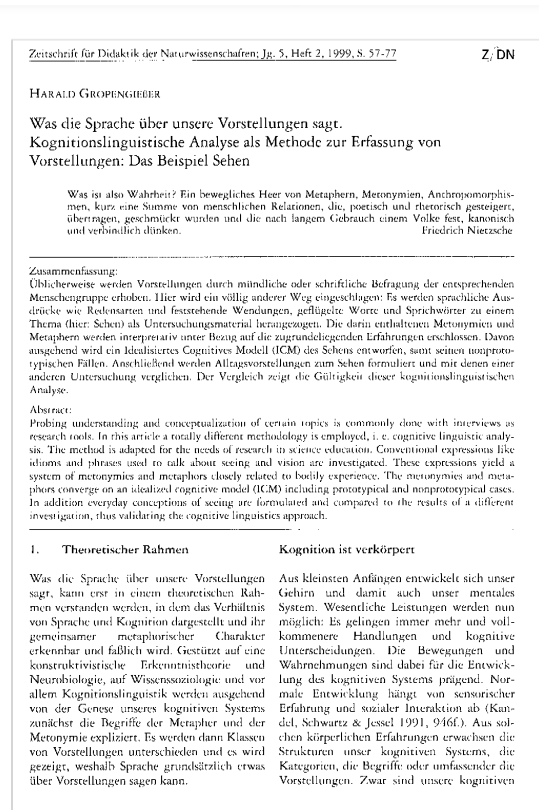 Zeitschrift für Didaktik der Naturwissenschaften; Jg. 5, Heft 2, 1999, S. 57-77
Z/DN
HARALD GROPENGIEßER
Was die Sprache über unsere Vorstellungen sagt.
Kognitionslinguistische Analyse als Methode zur Erfassung von
Vorstellungen: Das Beispiel Sehen
Was ist also Wahrheit? Ein bewegliches Heer von Metaphern, Metonymien, Anthropomorphis-
men, kurz eine Summe von menschlichen Relationen, die, poetisch und rhetorisch gesteigert,
übertragen, geschmückt wurden und die nach langem Gebrauch einem Volke fest, kanonisch
und verbindlich dünken.
Friedrich Nietzsche
Zusammenfassung:
Üblicherweise werden Vorstellungen durch mündliche oder schriftliche Befragung der entsprechenden
Menschengruppe erhoben. Hier wird ein völlig anderer Weg eingeschlagen: Es werden sprachliche Aus-
drücke wie Redensarten und feststehende Wendungen, geflügelte Worte und Sprichwörter zu einem
Thema (hier: Sehen) als Untersuchungsmaterial herangezogen. Die darin enthaltenen Metonymien und
Metaphern werden interpretativ unter Bezug auf die zugrundeliegenden Erfahrungen erschlossen. Davon
ausgehend wird ein Idealisiertes Cognitives Modell (ICM) des Sehens entworfen, samt seinen nonproto-
typischen Fällen. Anschließend werden Alltagsvorstellungen zum Sehen formuliert und mit denen einer
anderen Untersuchung verglichen. Der Vergleich zeigt die Gültigkeit dieser kognitionslinguistischen
Analyse.
Abstract:
Probing understanding and conceptualization of certain topics is commonly done with interviews as
research tools. In this article a totally different methodology is employed, i. e. cognitive linguistic analy-
sis. The method is adapted for the needs of research in science education. Conventional expressions like
idioms and phrases used to talk about seeing and vision are investigated. These expressions yield a
system of metonymies and metaphors closely related to bodily experience. The metonymies and meta-
phors converge on an idealized cognitive model (ICM) including prototypical and nonprototypical cases.
In addition everyday conceptions of seeing are formulated and compared to the results of a different
investigation, thus validating the cognitive linguistics approach.
1. Theoretischer Rahmen
Was die Sprache über unsere Vorstellungen
sagt, kann erst in einem theoretischen Rah-
men verstanden werden, in dem das Verhältnis
von Sprache und Kognition dargestellt und ihr
gemeinsamer metaphorischer Charakter
erkennbar und faßlich wird. Gestützt auf eine
konstruktivistische Erkenntnistheorie und
Neurobiologie, auf Wissenssoziologie und vor
allem Kognitionslinguistik werden ausgehend
von der Genese unseres kognitiven Systems
zunächst die Begriffe der Metapher und der
Metonymie expliziert. Es werden dann Klassen
von Vorstellungen unterschieden und es wird
gezeigt, weshalb Sprache grundsätzlich etwas
über Vorstellungen sagen kann.
Kognition ist verkörpert
Aus kleinsten Anfängen entwickelt sich unser
Gehirn und damit auch unser mentales
System. Wesentliche Leistungen werden nun
möglich: Es gelingen immer mehr und voll-
kommenere Handlungen und kognitive
Unterscheidungen. Die Bewegungen und
Wahrnehmungen sind dabei für die Entwick-
lung des kognitiven Systems prägend. Nor-
male Entwicklung hängt von sensorischer
Erfahrung und sozialer Interaktion ab (Kan-
del, Schwartz & Jessel 1991, 946f.). Aus sol-
chen körperlichen Erfahrungen erwachsen die
Strukturen unser kognitiven Systems, die
Kategorien, die Begriffe oder umfassender die
Vorstellungen. Zwar sind unsere kognitiven